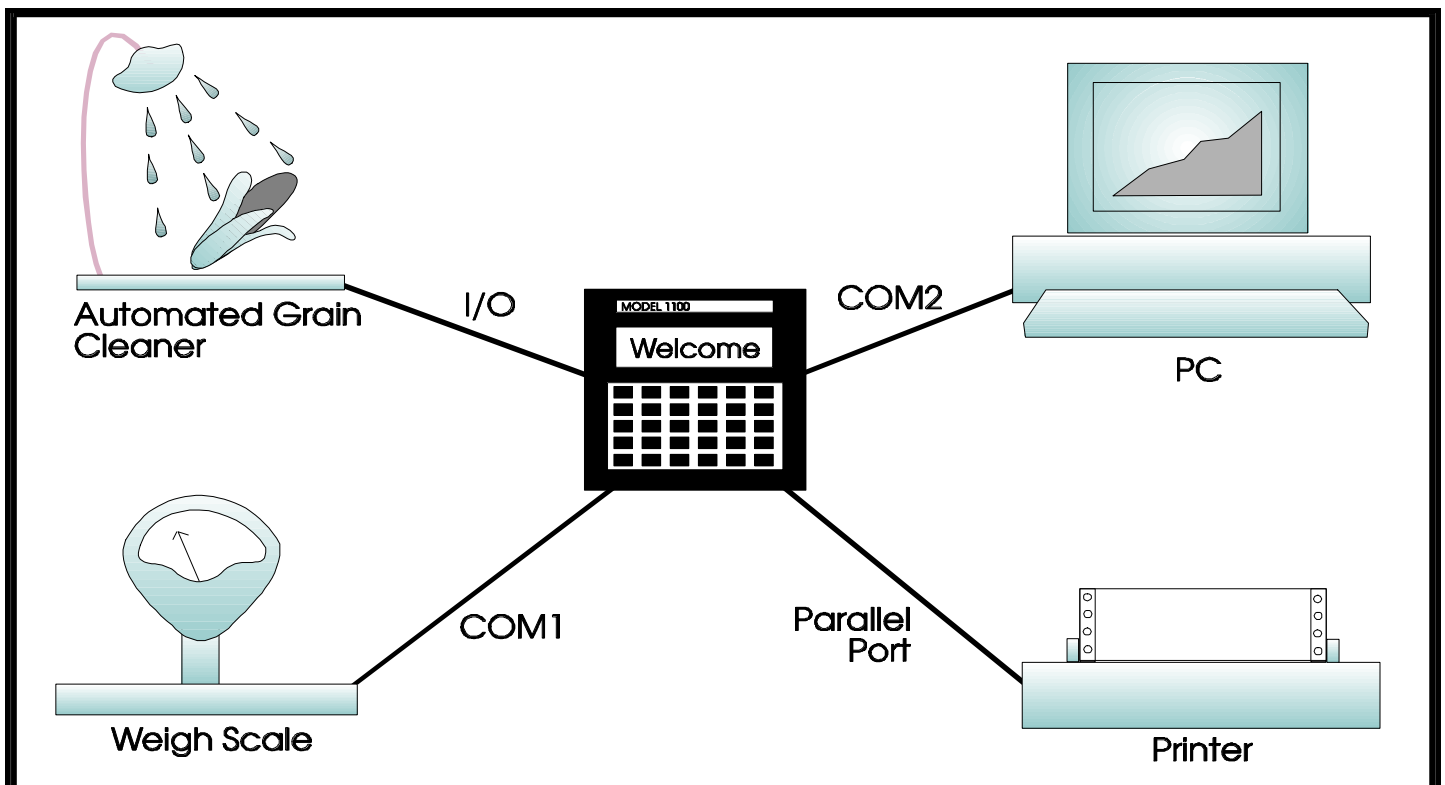 Automated Grain
Cleaner
I/O
MODEL 1100
Welcome
COM2
PC
Weigh Scale
COM1
Parallel
Port
Printer